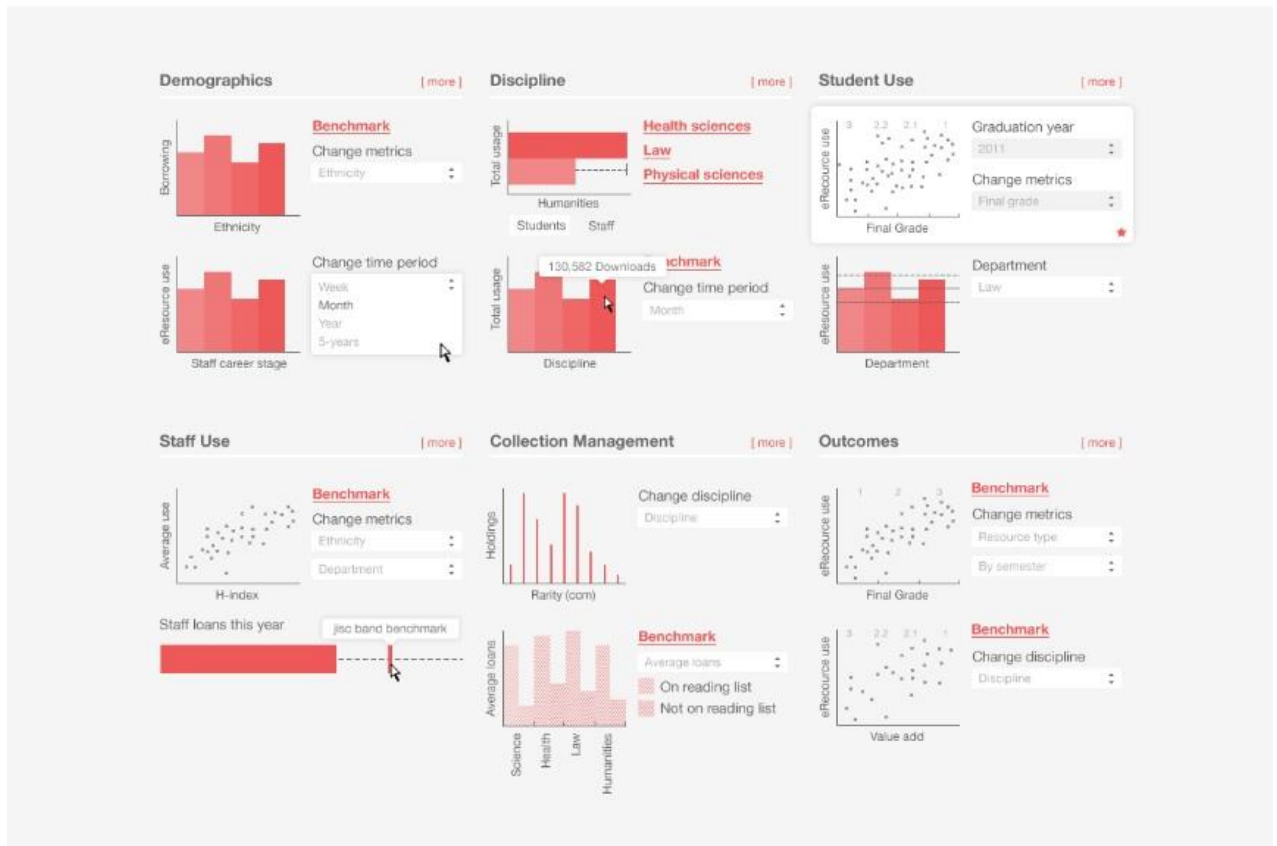 Demographics
[ more ]
Borrowing
Ethnicity
Benchmark
Change metrics
Ethnicity
eResource use
Staff career stage
Change time period
Week
Month
Year
5-years
Discipline
[ more ]
Total usage
Humanities
Students
Staff
Health sciences
Law
Physical sciences
Total usage
130,582 Downloads
Discipline
nchmark
Change time period
Month
Student Use
[ more ]
eRecource use
3 2.2 2.1 1
Final Grade
Graduation year
2011
Change metrics
Final grade
eResource use
Department
Department
Law
Staff Use
[ more ]
Average use
H-index
Benchmark
Change metrics
Ethnicity
Department
Staff loans this year
jisc band benchmark
Collection Management
[ more ]
Holdings
Rarity (com)
Change discipline
Discipline
Average loans
Science
Health
Law
Humanities
Benchmark
Average loans
On reading list
Not on reading list
Outcomes
[ more ]
eRecource use
1 2 3
Final Grade
Benchmark
Change metrics
Resource type
By semester
eRecource use
3 2.2 2.1 1
Value add
Benchmark
Change discipline
Discipline